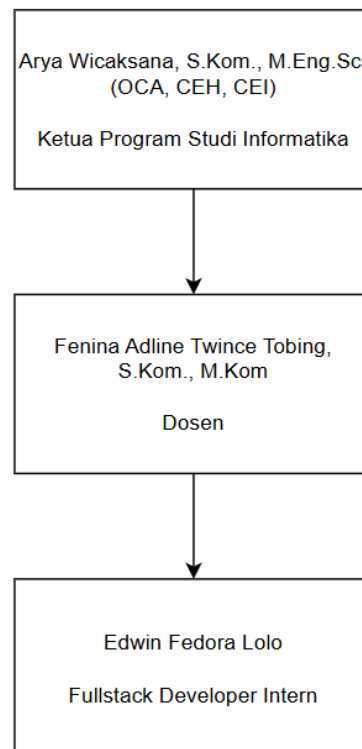 Arya Wicaksana, S.Kom., M.Eng.Sc
(OCA, CEH, CEI)
Ketua Program Studi Informatika
Fenina Adline Twince Tobing,
S.Kom., M.Kom
Dosen
Edwin Fedora Lolo
Fullstack Developer Intern